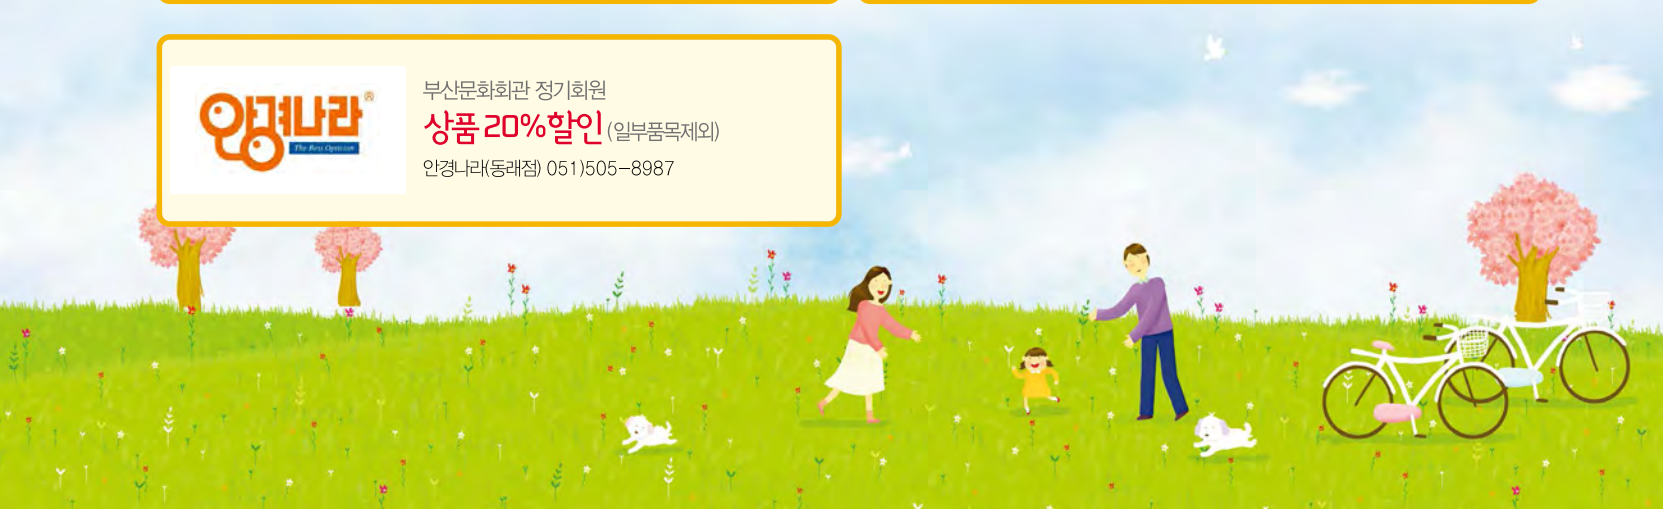 안경나라®
The Best Optician
부산문화회관 정기회원
상품 20%할인 (일부품목제외)
안경나라(동래점) 051)505-8987